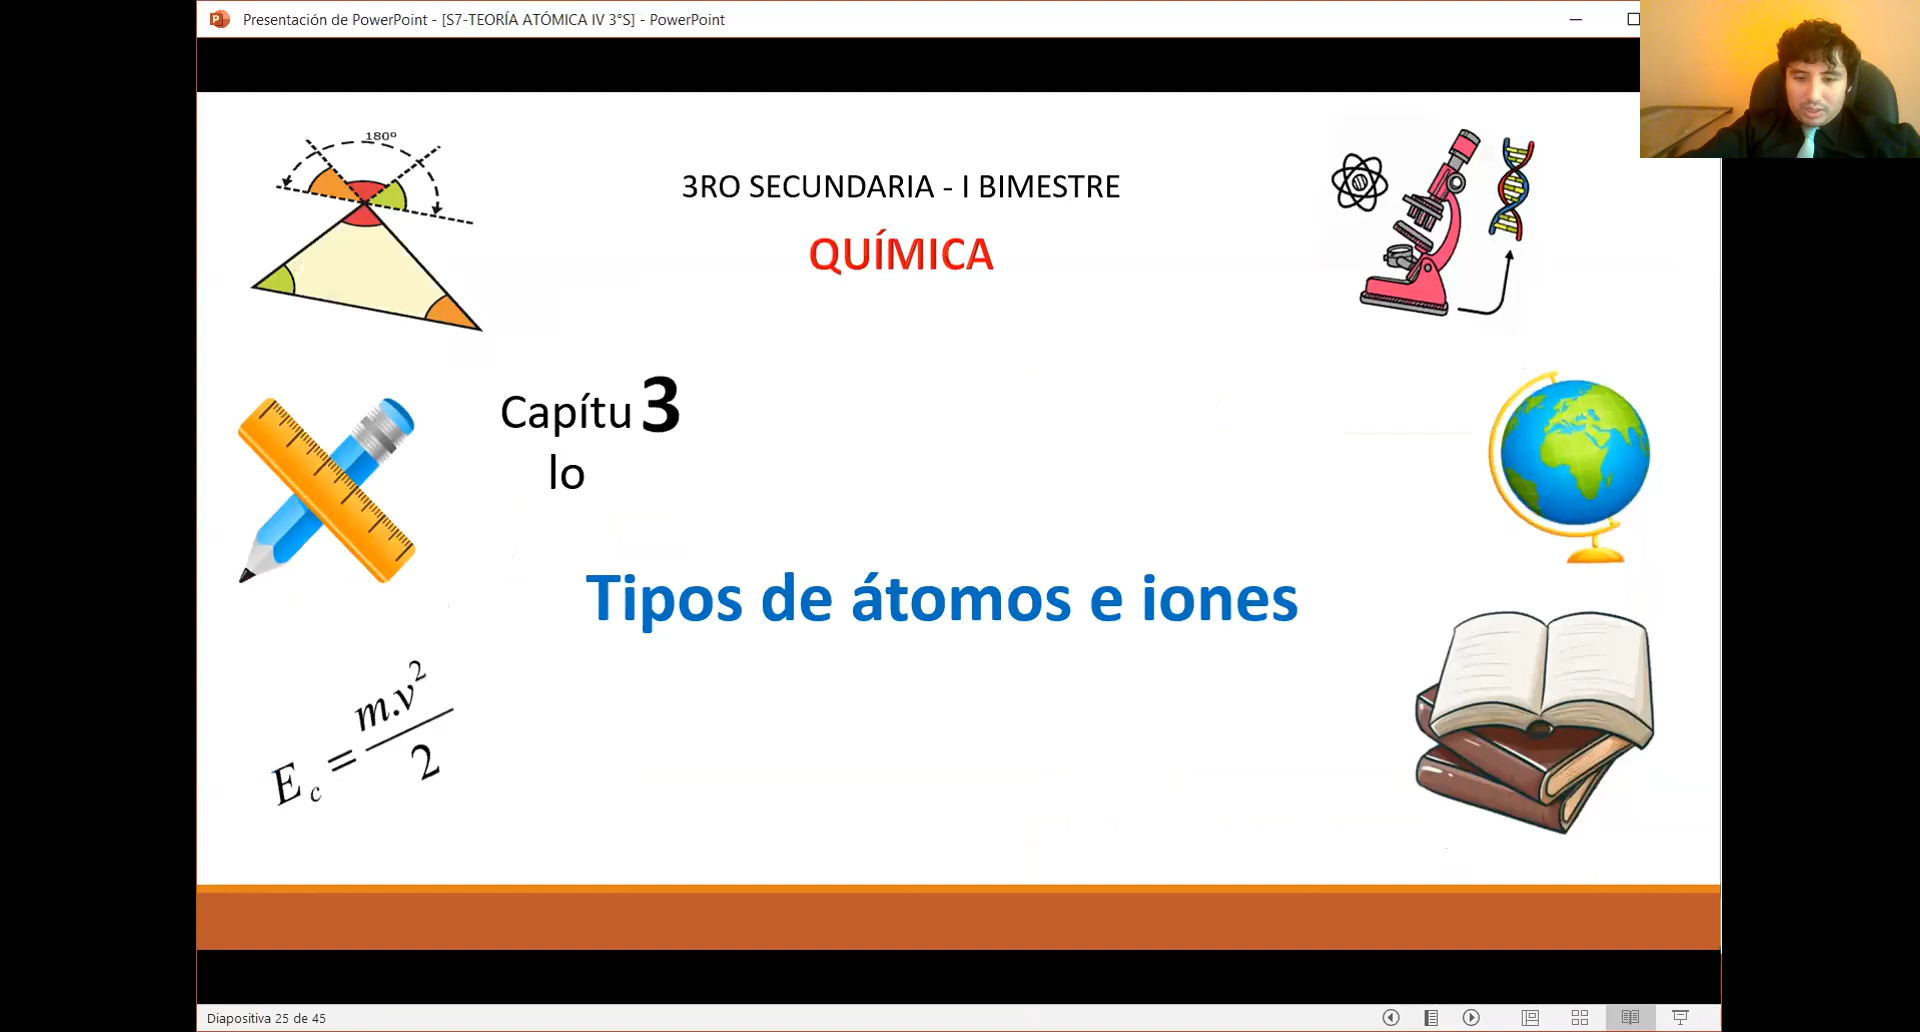 Presentación de PowerPoint - [S7-TEORÍA ATÓMICA IV 3°S] - PowerPoint
180º
3RO SECUNDARIA - I BIMESTRE
QUÍMICA
Capítu 3
lo
Tipos de átomos e iones
E c = m.v² / 2
Diapositiva 25 de 45